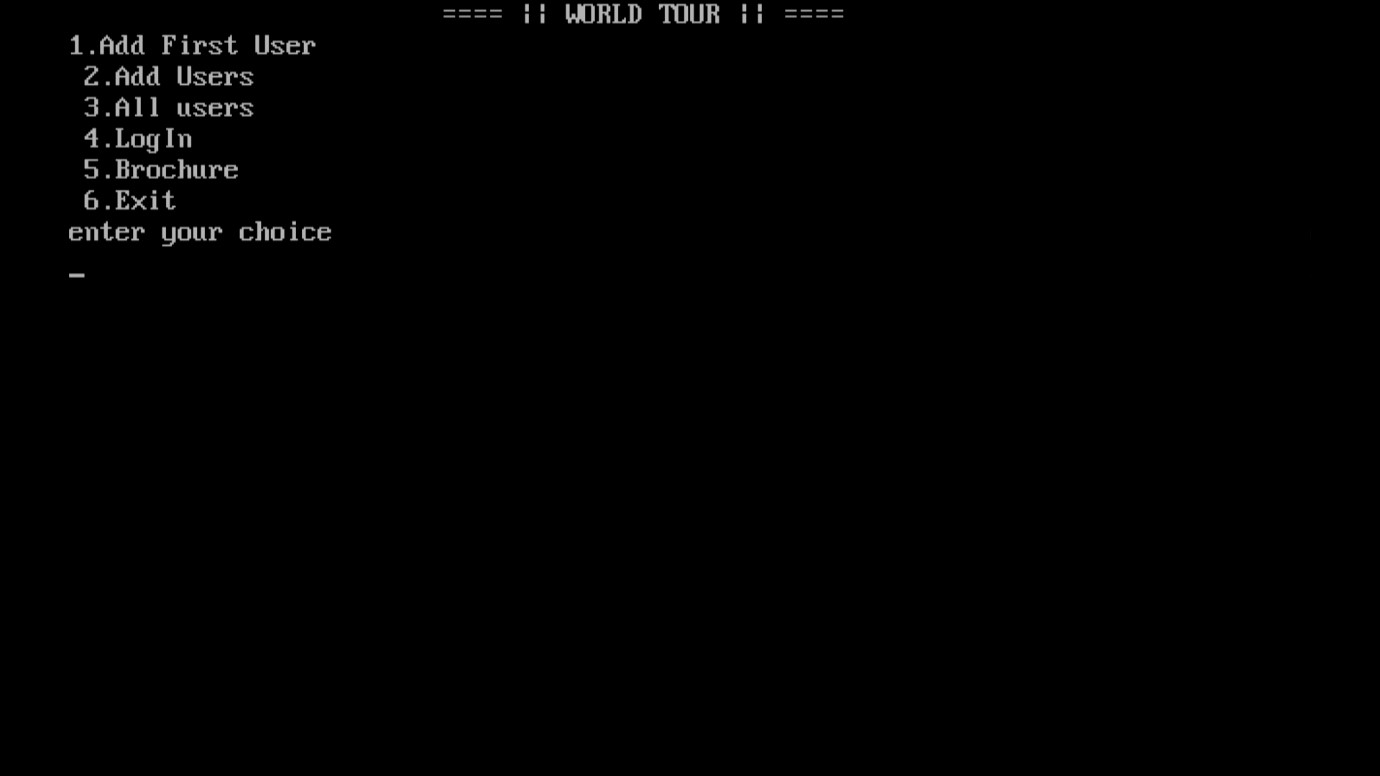 ==== ¦¦ WORLD TOUR ¦¦ ====
1.Add First User
2.Add Users
3.All users
4.LogIn
5.Brochure
6.Exit
enter your choice
_